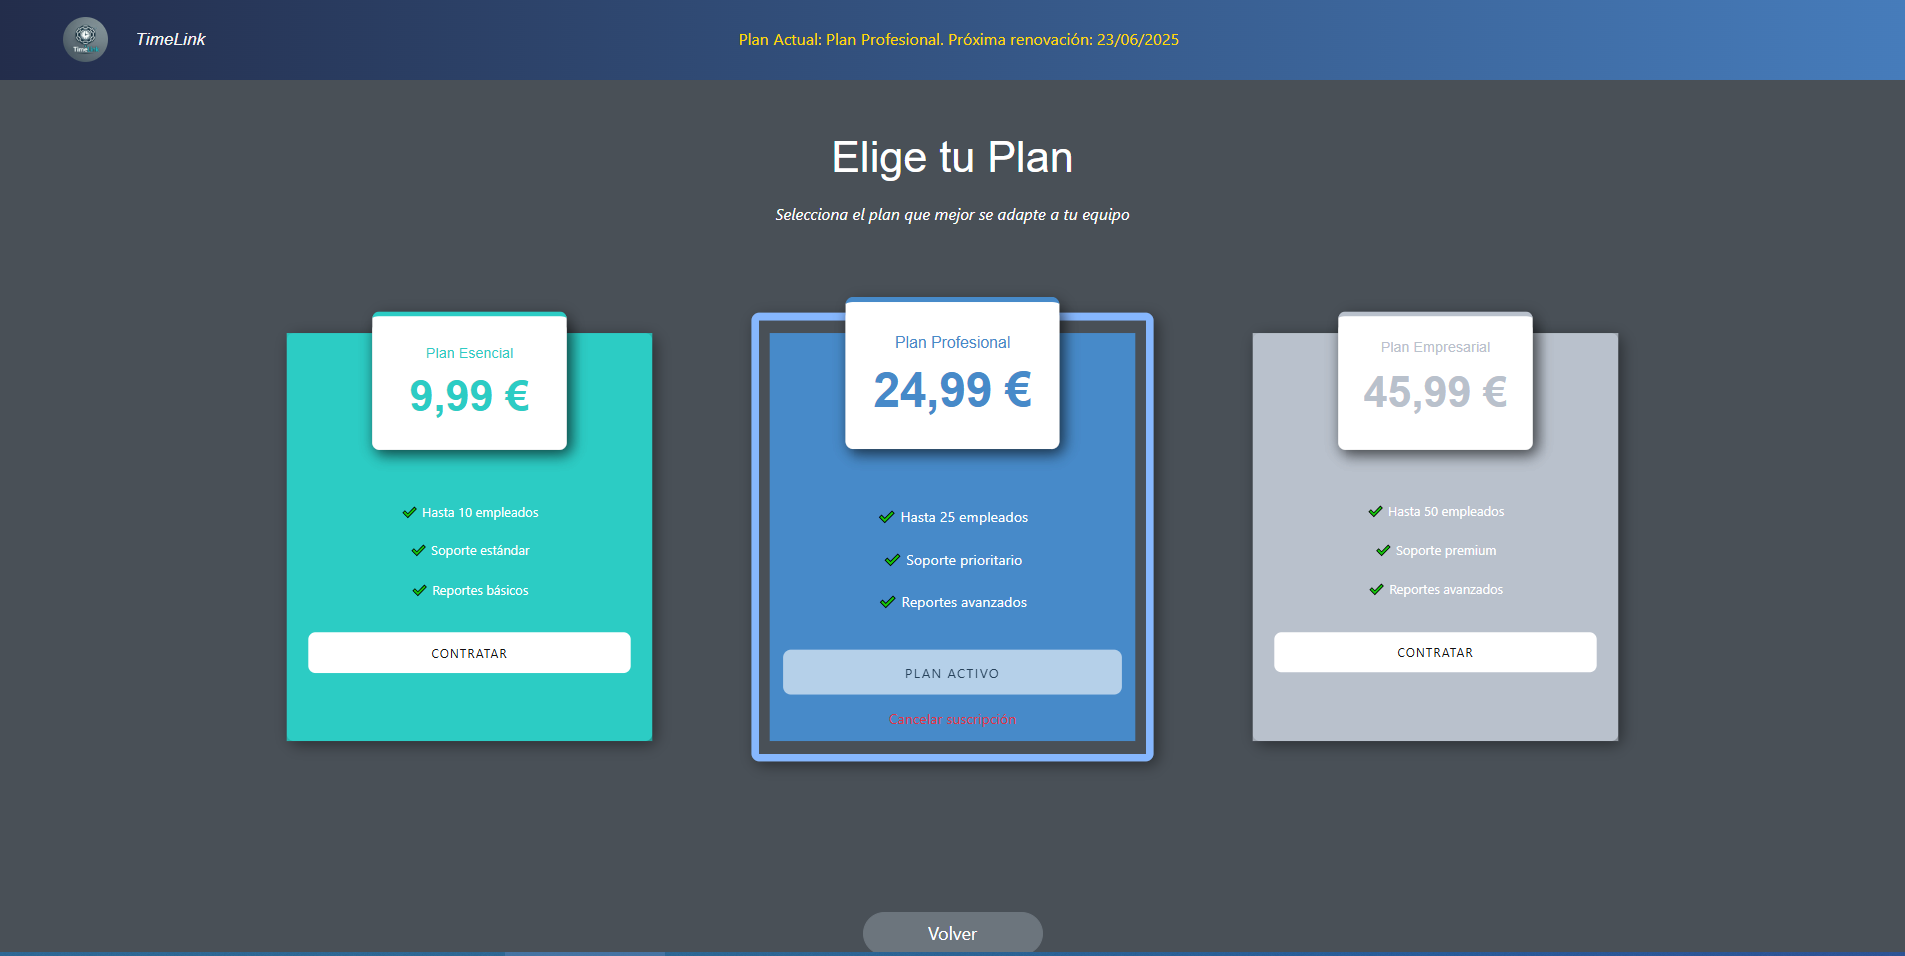 TimeLink
TimeLink
Plan Actual: Plan Profesional. Próxima renovación: 23/06/2025
Elige tu Plan
Selecciona el plan que mejor se adapte a tu equipo
Plan Esencial
9,99 €
Hasta 10 empleados
Soporte estándar
Reportes básicos
CONTRATAR
Plan Profesional
24,99 €
Hasta 25 empleados
Soporte prioritario
Reportes avanzados
PLAN ACTIVO
Cancelar suscripción
Plan Empresarial
45,99 €
Hasta 50 empleados
Soporte premium
Reportes avanzados
CONTRATAR
Volver